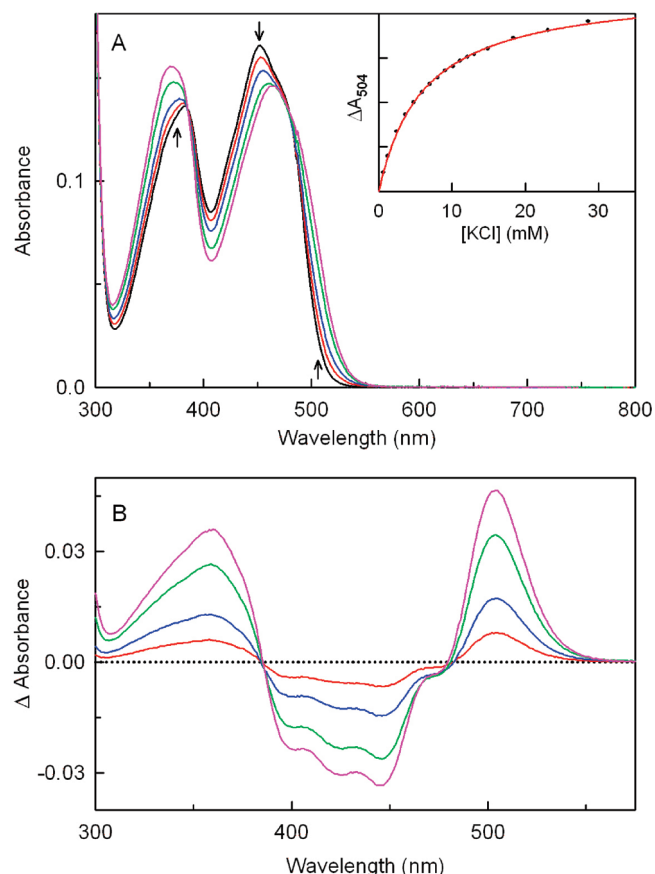 A
Absorbance
0.1
0.0
300 400 500 600 700 800
Wavelength (nm)
ΔA504
0 10 20 30
[KCl] (mM)
B
Δ Absorbance
0.03
0.00
-0.03
300 400 500
Wavelength (nm)